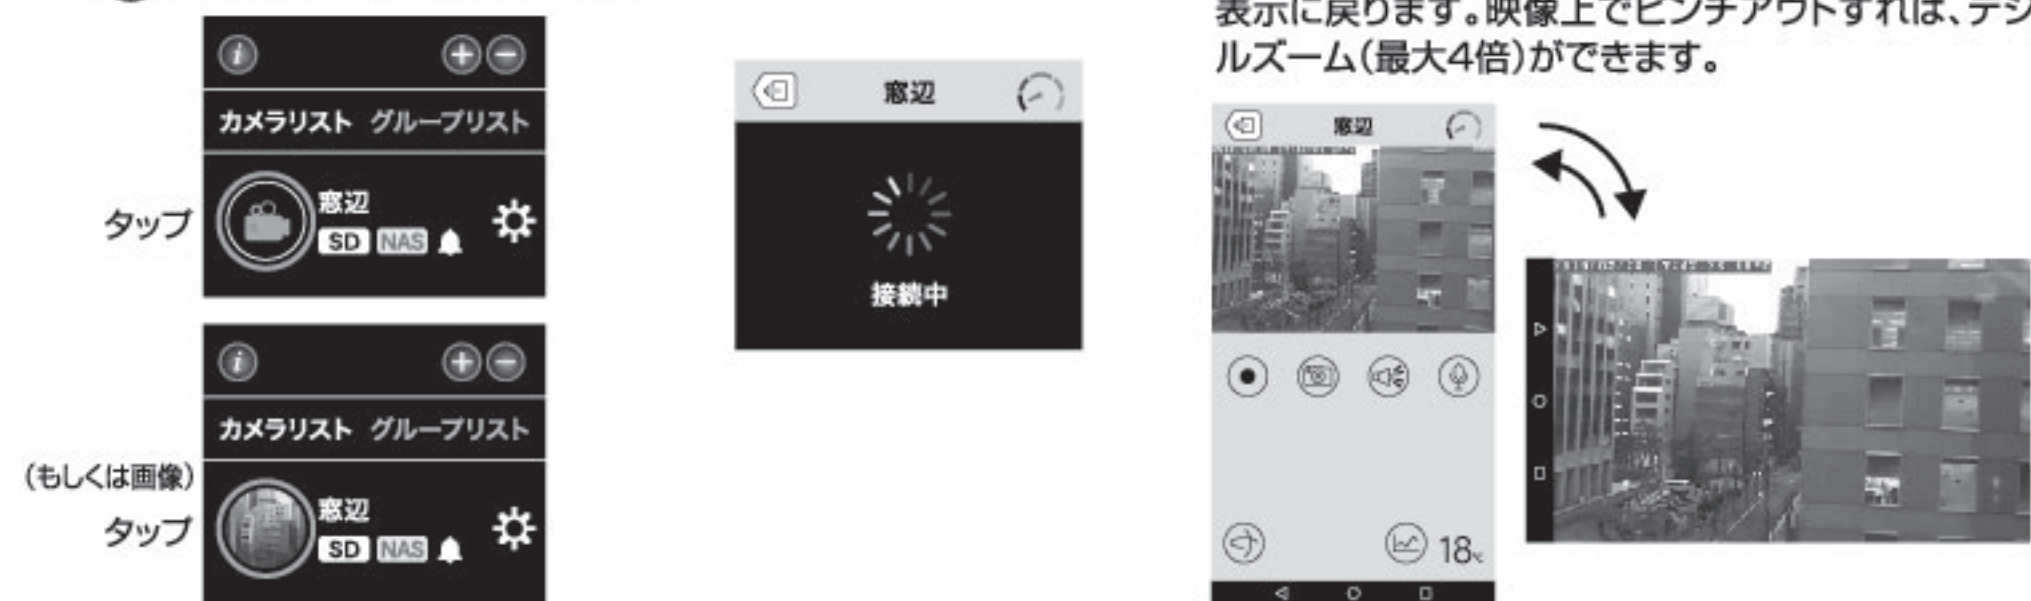 カメラリスト グループリスト
タップ
窓辺
SD NAS
カメラリスト グループリスト
(もしくは画像)
タップ
窓辺
SD NAS
窓辺
接続中
表示に戻ります。映像上でピンチアウトすれば、デジ
ルズーム(最大4倍)ができます。
窓辺
18℃